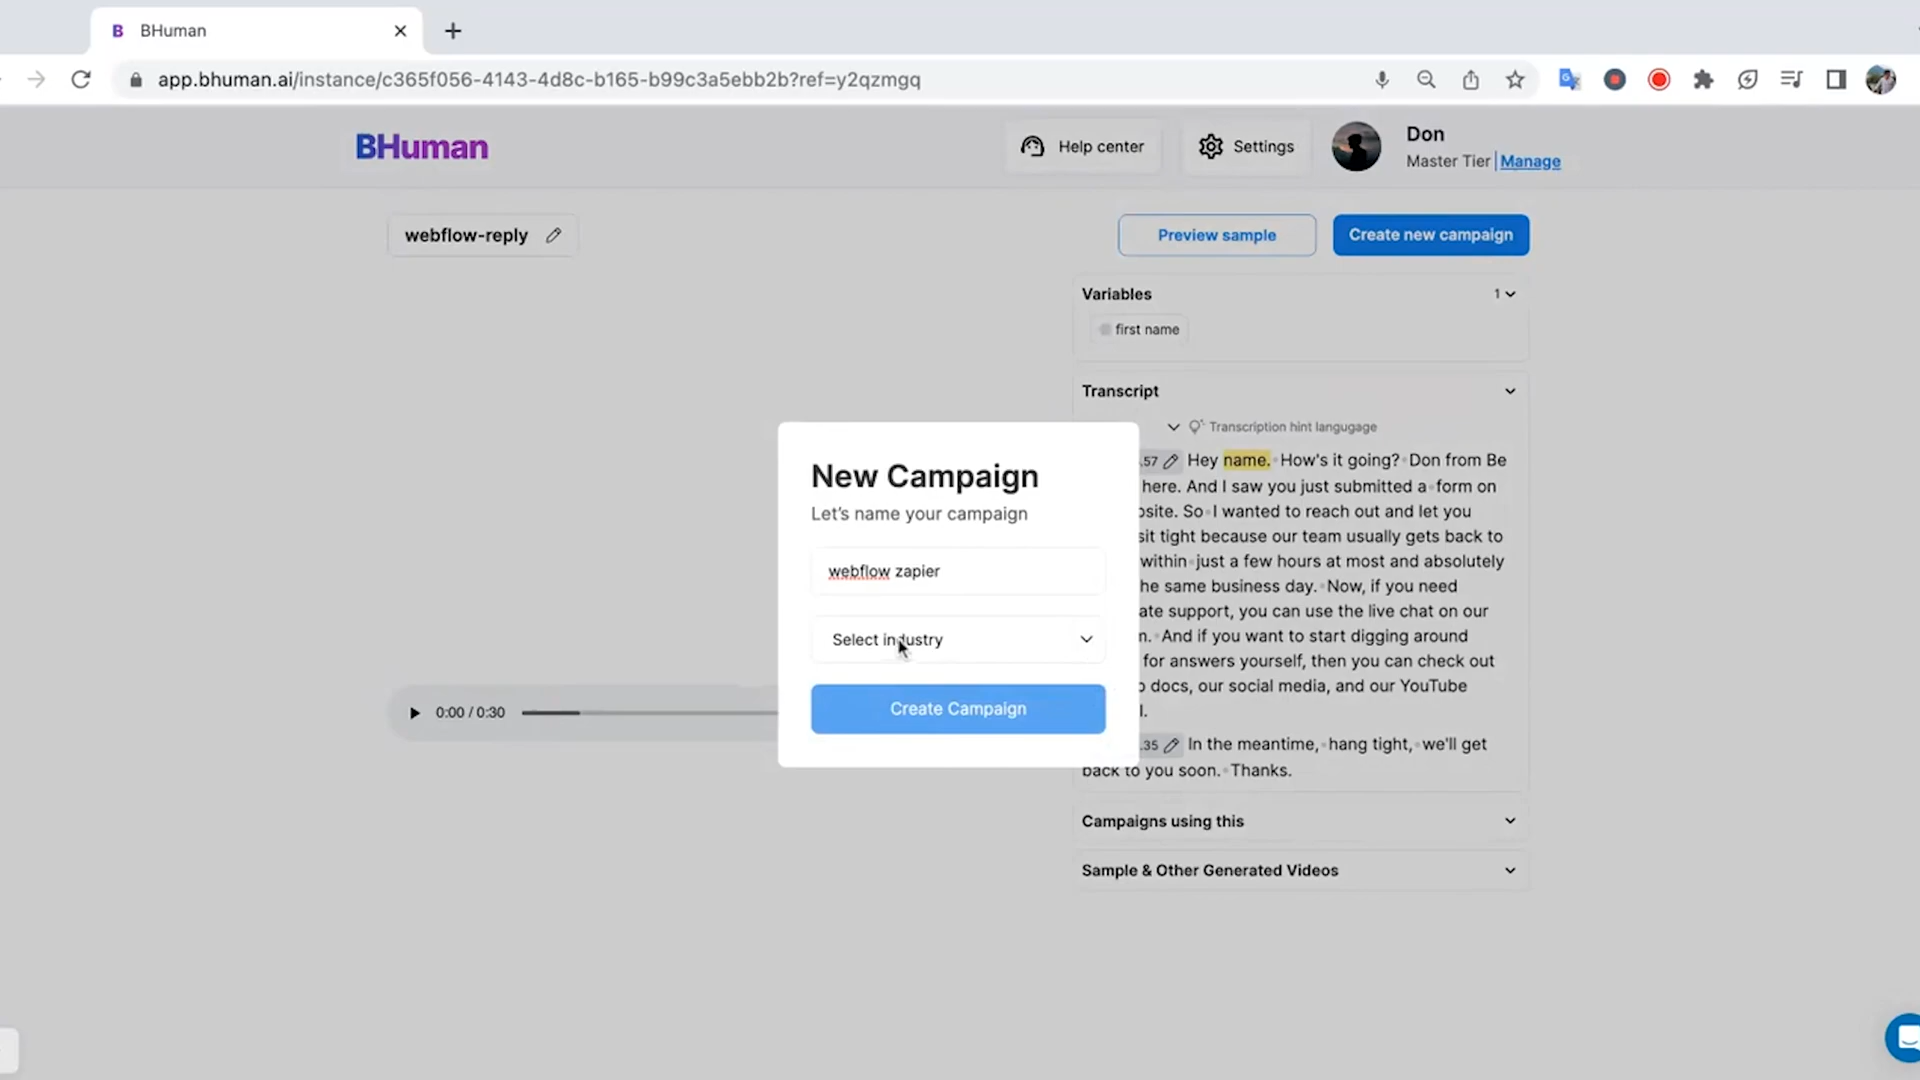 B BHuman
app.bhuman.ai/instance/c365f056-4143-4d8c-b165-b99c3a5ebb2b?ref=y2qzmgq
BHuman
Help center
Settings
Don
Master Tier | Manage
webflow-reply
Preview sample
Create new campaign
Variables
1
first name
Transcript
Transcription hint langugage
.57 Hey name. How's it going? Don from Be
here. And I saw you just submitted a form on
site. So I wanted to reach out and let you
sit tight because our team usually gets back to
within just a few hours at most and absolutely
he same business day. Now, if you need
ate support, you can use the live chat on our
And if you want to start digging around
for answers yourself, then you can check out
docs, our social media, and our YouTube
l.
.35 In the meantime, hang tight, we'll get
back to you soon. Thanks.
Campaigns using this
Sample & Other Generated Videos
New Campaign
Let's name your campaign
webflow zapier
Select industry
Create Campaign
0:00 / 0:30